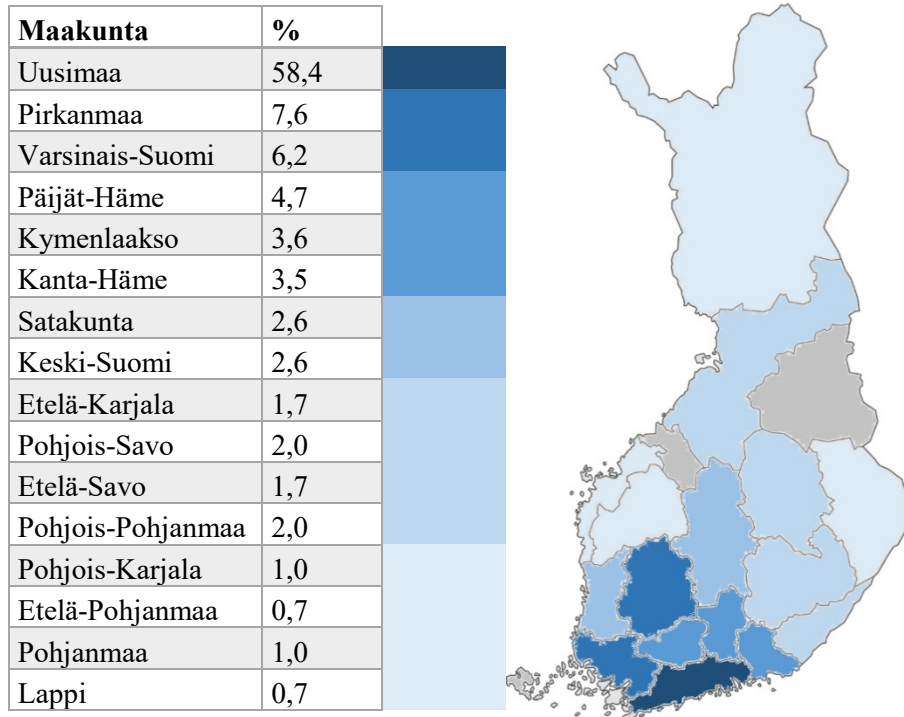 Maakunta %
Uusimaa 58,4
Pirkanmaa 7,6
Varsinais-Suomi 6,2
Päijät-Häme 4,7
Kymenlaakso 3,6
Kanta-Häme 3,5
Satakunta 2,6
Keski-Suomi 2,6
Etelä-Karjala 1,7
Pohjois-Savo 2,0
Etelä-Savo 1,7
Pohjois-Pohjanmaa 2,0
Pohjois-Karjala 1,0
Etelä-Pohjanmaa 0,7
Pohjanmaa 1,0
Lappi 0,7